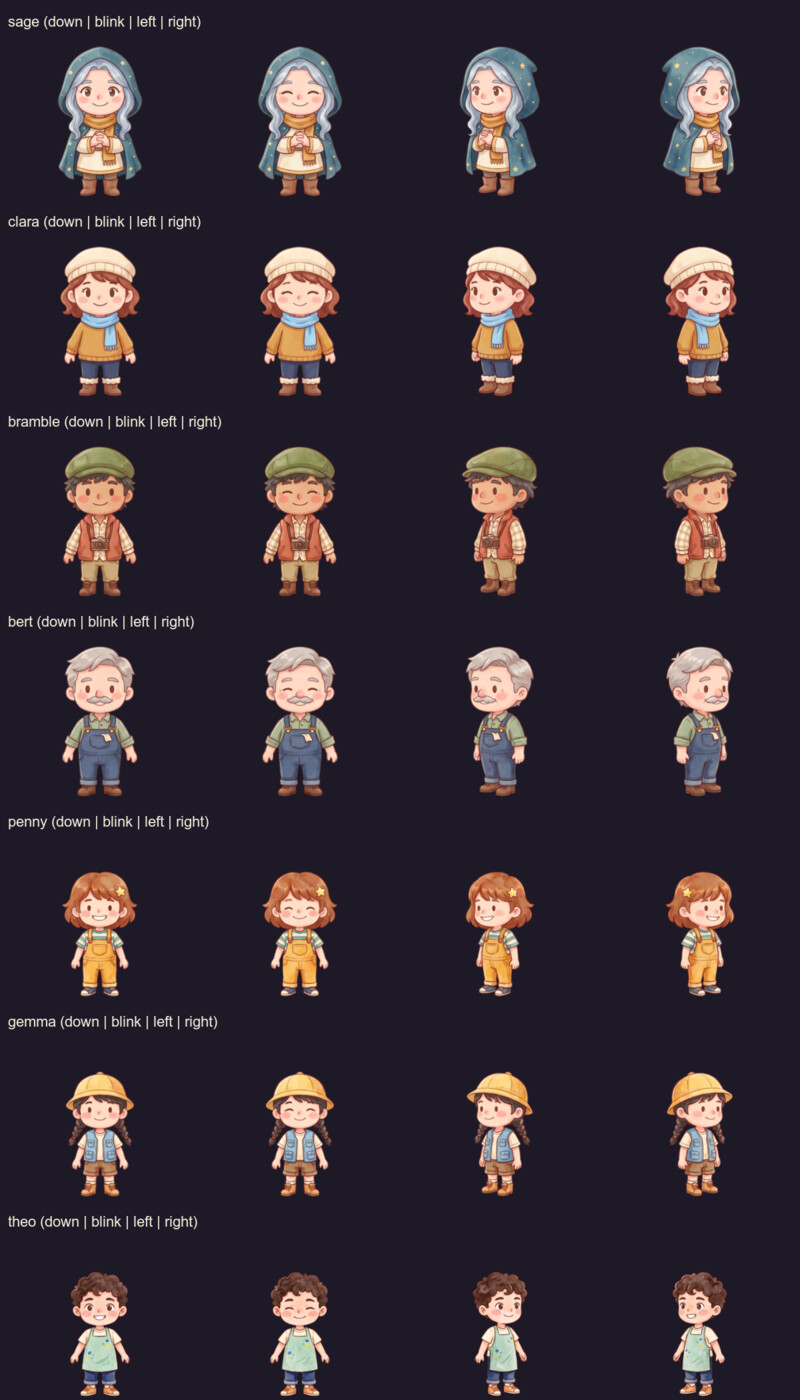 sage (down | blink | left | right)
clara (down | blink | left | right)
bramble (down | blink | left | right)
bert (down | blink | left | right)
penny (down | blink | left | right)
gemma (down | blink | left | right)
theo (down | blink | left | right)